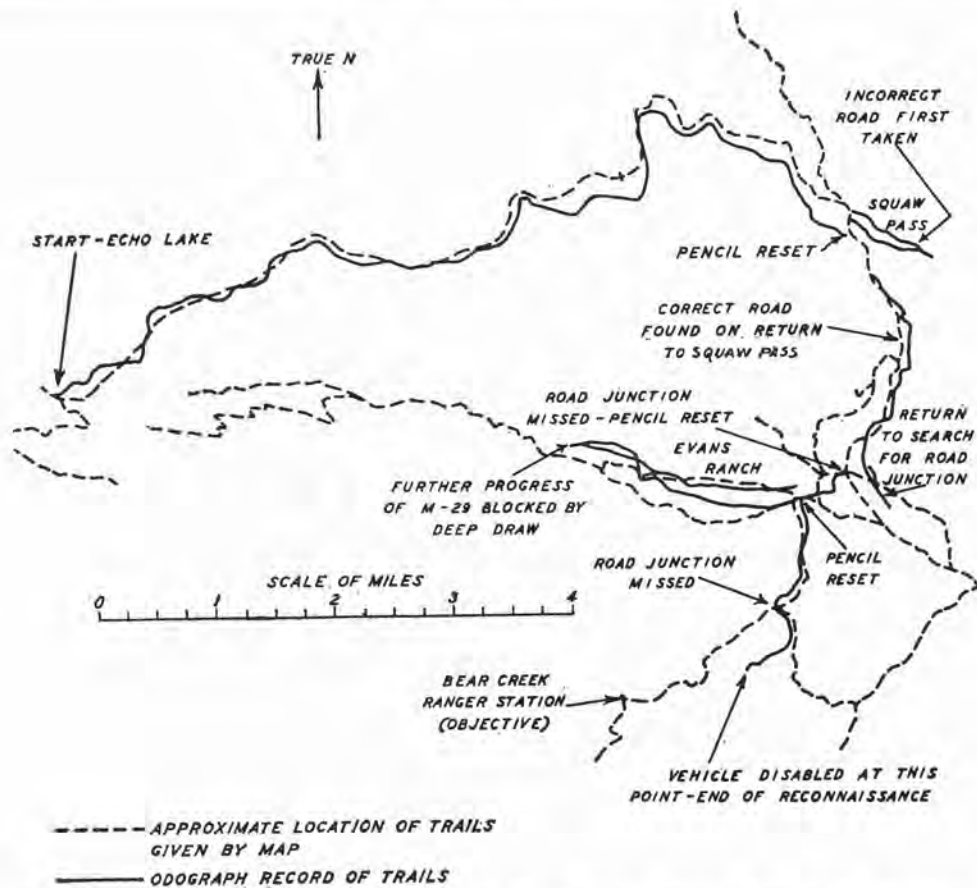 TRUE N
INCORRECT
ROAD FIRST
TAKEN
SQUAW
PASS
START-ECHO LAKE
PENCIL RESET
CORRECT ROAD
FOUND ON RETURN
TO SQUAW PASS
ROAD JUNCTION
MISSED-PENCIL RESET
EVANS
RANCH
RETURN
TO SEARCH
FOR ROAD
JUNCTION
FURTHER PROGRESS
OF M-29 BLOCKED BY
DEEP DRAW
PENCIL
RESET
ROAD JUNCTION
MISSED
SCALE OF MILES
0 1 2 3 4
BEAR CREEK
RANGER STATION
(OBJECTIVE)
VEHICLE DISABLED AT THIS
POINT-END OF RECONNAISSANCE
APPROXIMATE LOCATION OF TRAILS
GIVEN BY MAP
ODOGRAPH RECORD OF TRAILS